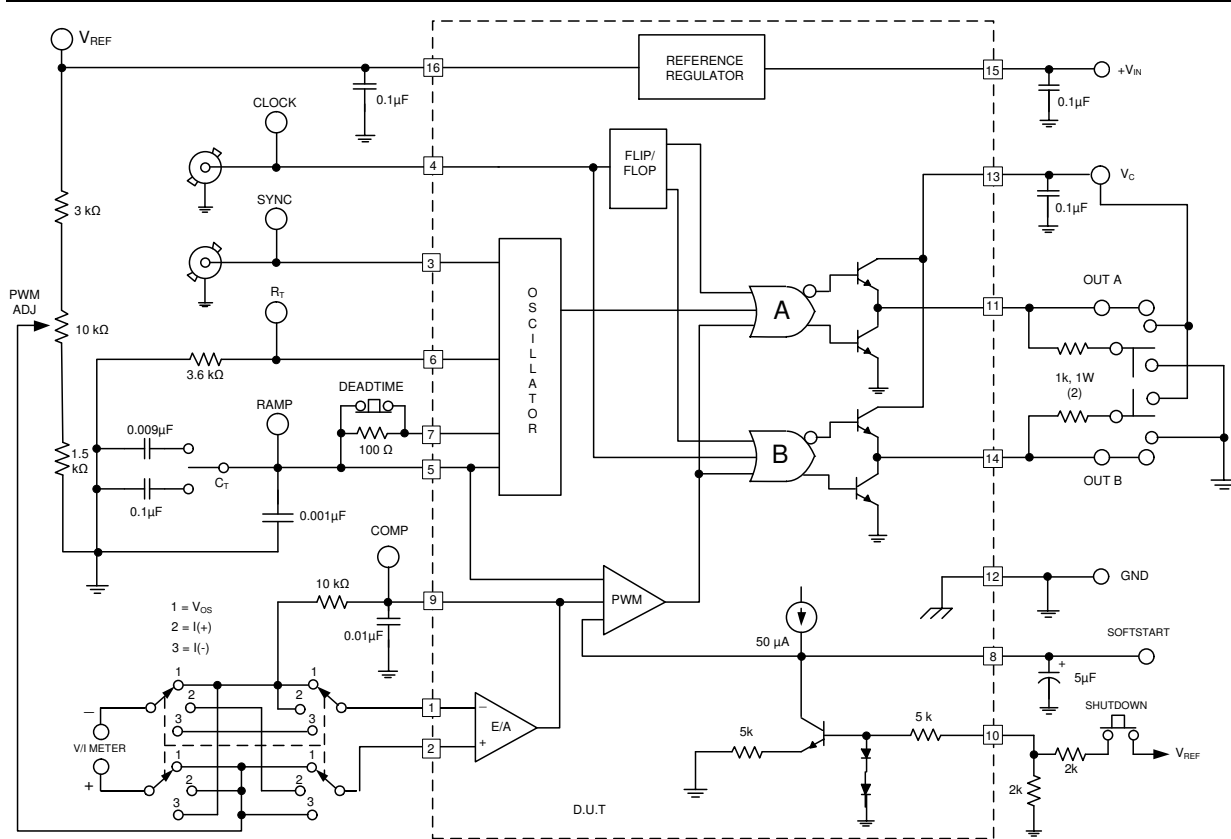 VREF
16
REFERENCE
REGULATOR
15
+VIN
0.1µF
0.1µF
CLOCK
FLIP/
FLOP
4
13
VC
3 kΩ
SYNC
0.1µF
3
PWM
ADJ
RT
O
S
C
I
L
L
A
T
O
R
A
11
OUT A
10 kΩ
6
3.6 kΩ
DEADTIME
1k, 1W
(2)
RAMP
0.009µF
7
100 Ω
1.5
kΩ
5
B
14
CT
OUT B
0.1µF
0.001µF
COMP
10 kΩ
12
GND
1 = VOS
9
PWM
2 = I(+)
0.01µF
50 µA
SOFTSTART
3 = I(-)
8
+
5µF
1
1
2
2
1
–
SHUTDOWN
3
3
–
E/A
5 k
10
V/I METER
2
+
5k
VREF
1
1
2k
+
2
2
2k
3
3
D.U.T